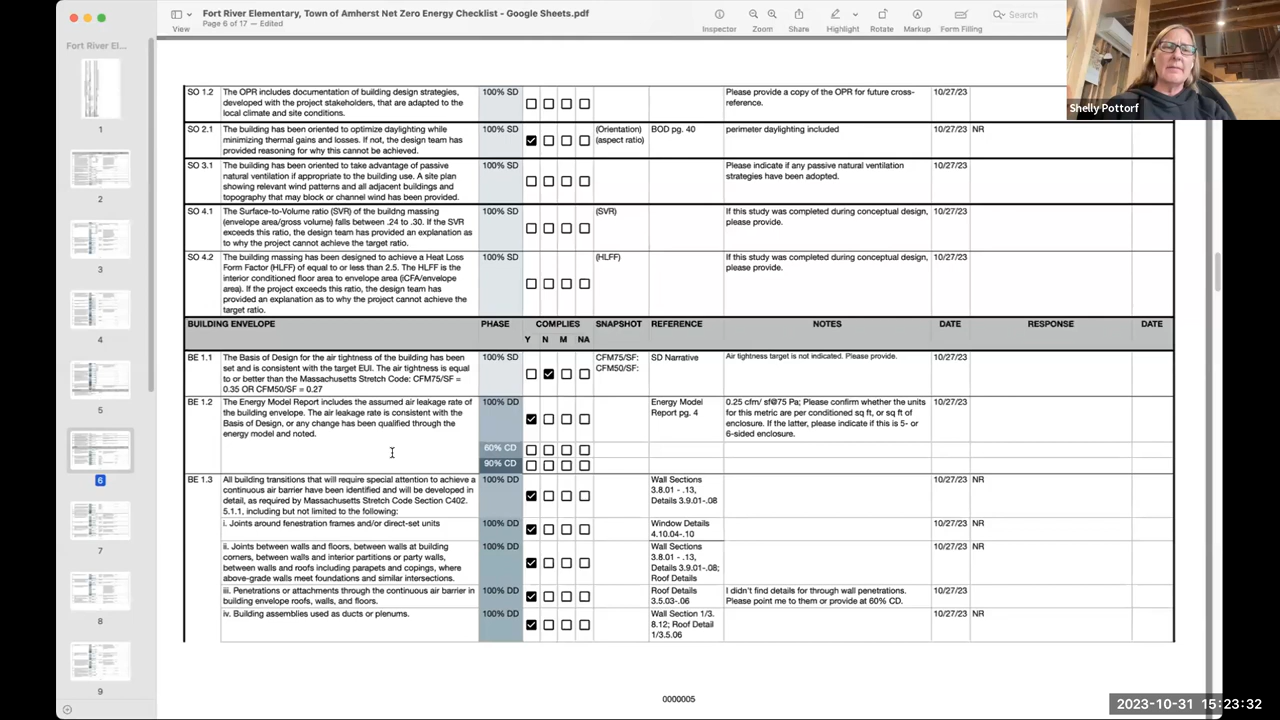 Fort River Elementary, Town of Amherst Net Zero Energy Checklist - Google Sheets.pdf
Page 6 of 17 — Edited
View
Inspector
Zoom
Share
Highlight
Rotate
Markup
Form Filling
Search
Shelly Pottorf
Fort River El...
1
2
3
4
5
6
7
8
9
SO 1.2
The OPR includes documentation of building design strategies,
developed with the project stakeholders, that are adapted to the
local climate and site conditions.
100% SD
Please provide a copy of the OPR for future cross-
reference.
10/27/23
SO 2.1
The building has been oriented to optimize daylighting while
minimizing thermal gains and losses. If not, the design team has
provided reasoning for why this cannot be achieved.
100% SD
(Orientation)
(aspect ratio)
BOD pg. 40
perimeter daylighting included
10/27/23
NR
SO 3.1
The building has been oriented to take advantage of passive
natural ventilation if appropriate to the building use. A site plan
showing relevant wind patterns and all adjacent buildings and
topography that may block or channel wind has been provided.
100% SD
Please indicate if any passive natural ventilation
strategies have been adopted.
10/27/23
SO 4.1
The Surface-to-Volume ratio (SVR) of the building massing
(envelope area/gross volume) falls between .24 to .30. If the SVR
exceeds this ratio, the design team has provided an explanation as
to why the project cannot achieve the target ratio.
100% SD
(SVR)
If this study was completed during conceptual design,
please provide.
10/27/23
SO 4.2
The building massing has been designed to achieve a Heat Loss
Form Factor (HLFF) of equal to or less than 2.5. The HLFF is the
interior conditioned floor area to envelope area (iCFA/envelope
area). If the project exceeds this ratio, the design team has
provided an explanation as to why the project cannot achieve the
target ratio.
100% SD
(HLFF)
If this study was completed during conceptual design,
please provide.
10/27/23
BUILDING ENVELOPE
PHASE
COMPLIES
SNAPSHOT
REFERENCE
NOTES
DATE
RESPONSE
DATE
Y N M NA
BE 1.1
The Basis of Design for the air tightness of the building has been
set and is consistent with the target EUI. The air tightness is equal
to or better than the Massachusetts Stretch Code: CFM75/SF =
0.35 OR CFM50/SF = 0.27
100% SD
CFM75/SF:
CFM50/SF:
SD Narrative
Air tightness target is not indicated. Please provide.
10/27/23
BE 1.2
The Energy Model Report includes the assumed air leakage rate of
the building envelope. The air leakage rate is consistent with the
Basis of Design, or any change has been qualified through the
energy model and noted.
100% DD
Energy Model
Report pg. 4
0.25 cfm/ sf@75 Pa; Please confirm whether the units
for this metric are per conditioned sq ft, or sq ft of
enclosure. If the latter, please indicate if this is 5- or
6-sided enclosure.
10/27/23
60% CD
90% CD
BE 1.3
All building transitions that will require special attention to achieve a
continuous air barrier have been identified and will be developed in
detail, as required by Massachusetts Stretch Code Section C402.
5.1.1, including but not limited to the following:
100% DD
Wall Sections
3.8.01 - .13,
Details 3.9.01-.08
10/27/23
NR
i. Joints around fenestration frames and/or direct-set units
100% DD
Window Details
4.10.04-.10
10/27/23
NR
ii. Joints between walls and floors, between walls at building
corners, between walls and interior partitions or party walls,
between walls and roofs including parapets and copings, where
above-grade walls meet foundations and similar intersections.
100% DD
Wall Sections
3.8.01 - .13,
Details 3.9.01-.08;
Roof Details
10/27/23
NR
iii. Penetrations or attachments through the continuous air barrier in
building envelope roofs, walls, and floors.
100% DD
Roof Details
3.5.03-.06
I didn't find details for through wall penetrations.
Please point me to them or provide at 60% CD.
10/27/23
iv. Building assemblies used as ducts or plenums.
100% DD
Wall Section 1/3.
8.12; Roof Detail
1/3.5.06
10/27/23
NR
0000005
2023-10-31 15:23:32